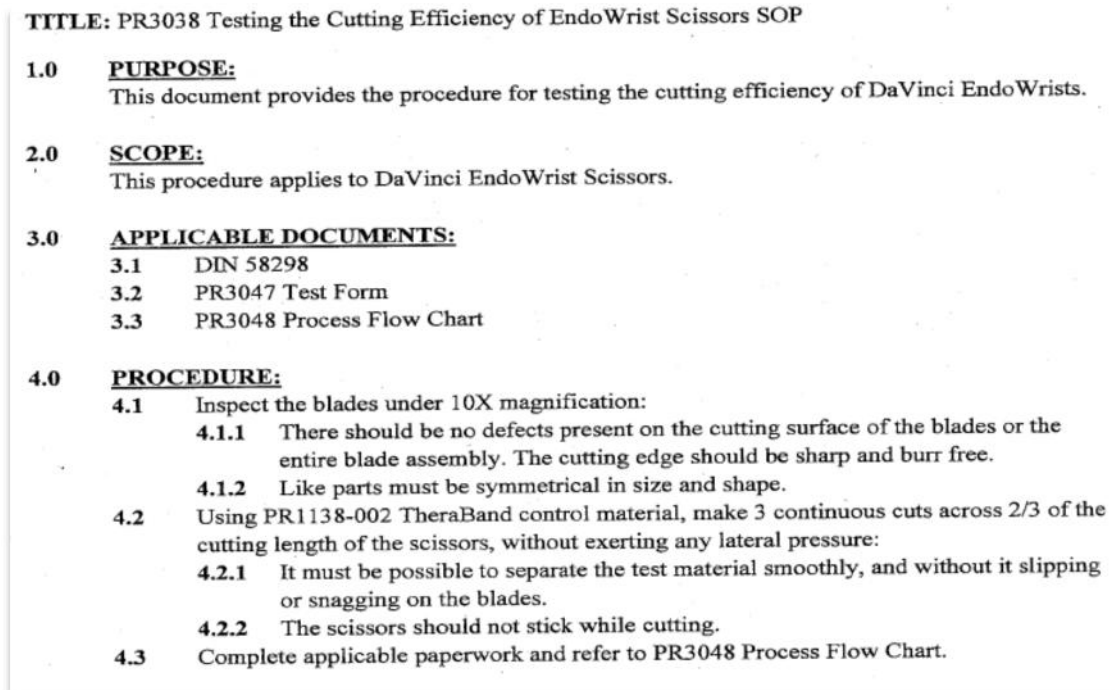 TITLE: PR3038 Testing the Cutting Efficiency of EndoWrist Scissors SOP
1.0 PURPOSE:
This document provides the procedure for testing the cutting efficiency of DaVinci EndoWrists.
2.0 SCOPE:
This procedure applies to DaVinci EndoWrist Scissors.
3.0 APPLICABLE DOCUMENTS:
3.1 DIN 58298
3.2 PR3047 Test Form
3.3 PR3048 Process Flow Chart
4.0 PROCEDURE:
4.1 Inspect the blades under 10X magnification:
4.1.1 There should be no defects present on the cutting surface of the blades or the
entire blade assembly. The cutting edge should be sharp and burr free.
4.1.2 Like parts must be symmetrical in size and shape.
4.2 Using PR1138-002 TheraBand control material, make 3 continuous cuts across 2/3 of the
cutting length of the scissors, without exerting any lateral pressure:
4.2.1 It must be possible to separate the test material smoothly, and without it slipping
or snagging on the blades.
4.2.2 The scissors should not stick while cutting.
4.3 Complete applicable paperwork and refer to PR3048 Process Flow Chart.